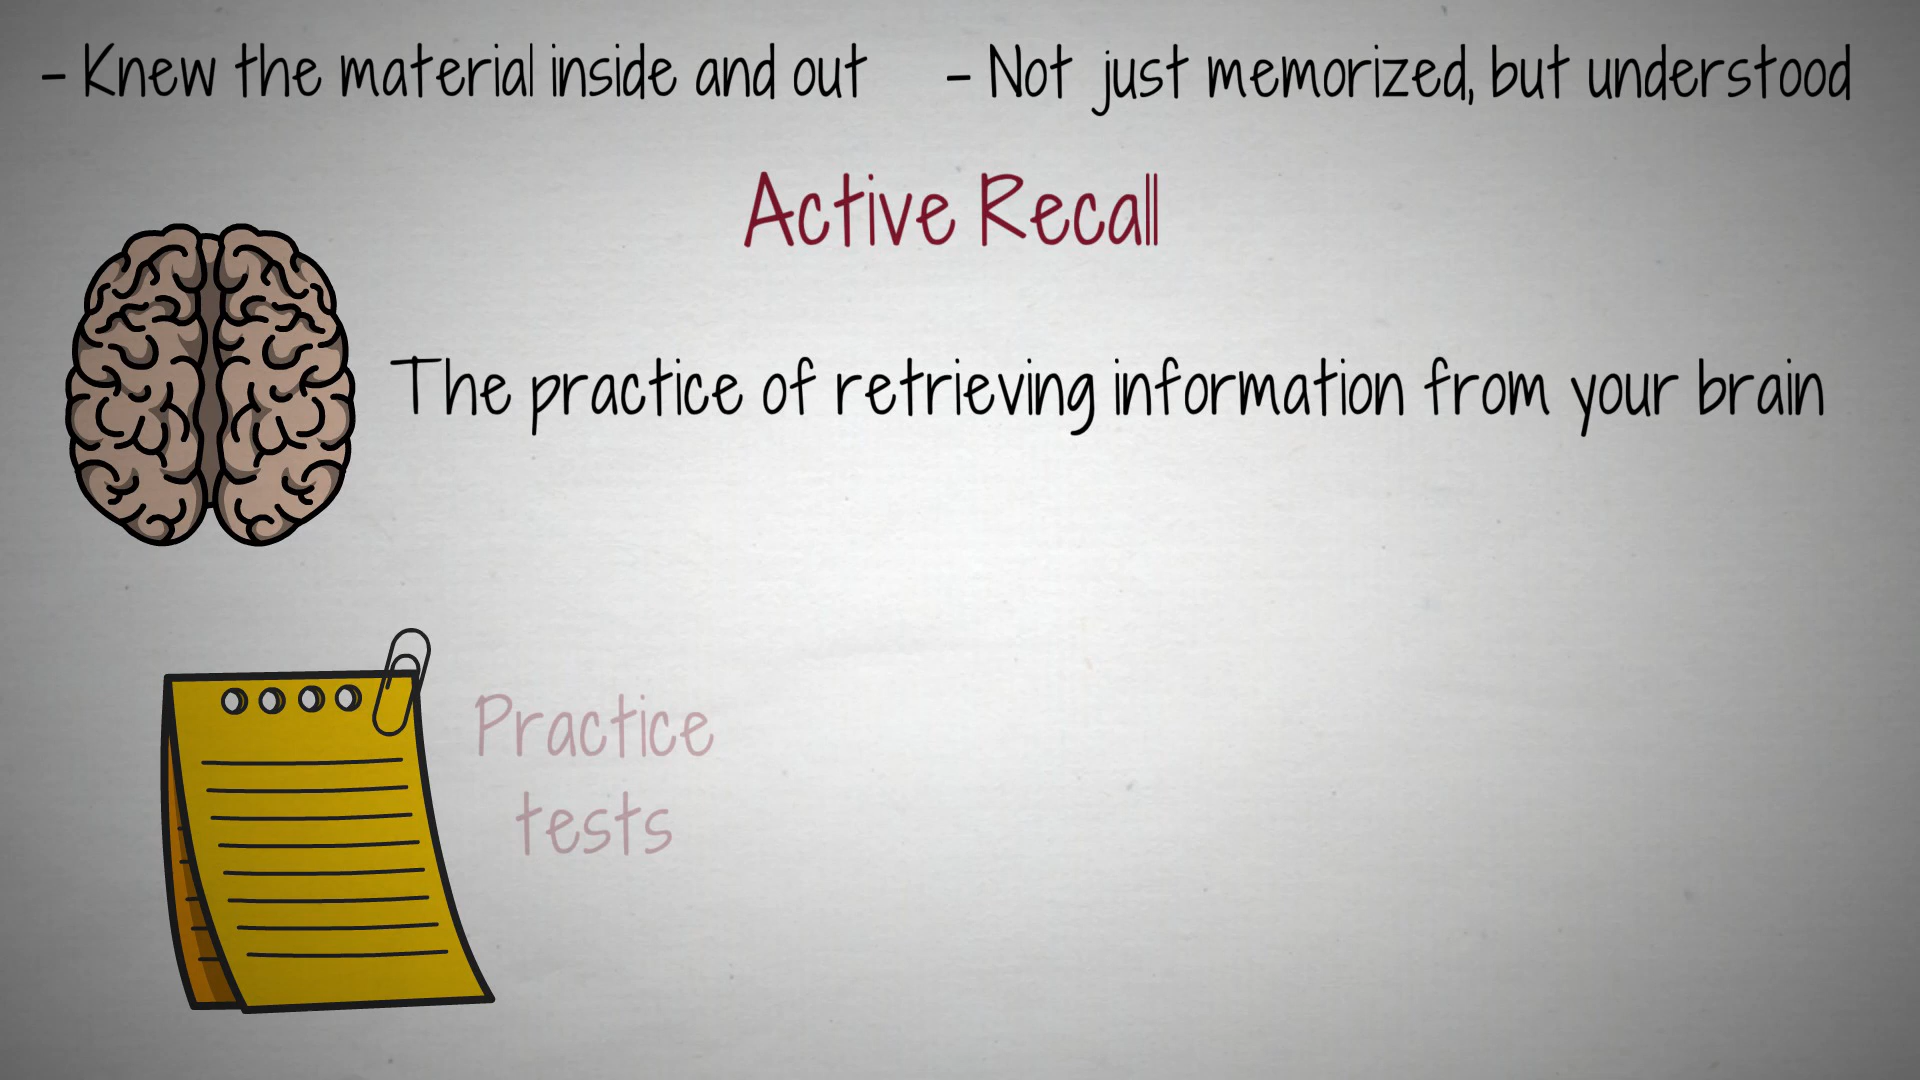 - Knew the material inside and out - Not just memorized, but understood
Active Recall
The practice of retrieving information from your brain
Practice
tests